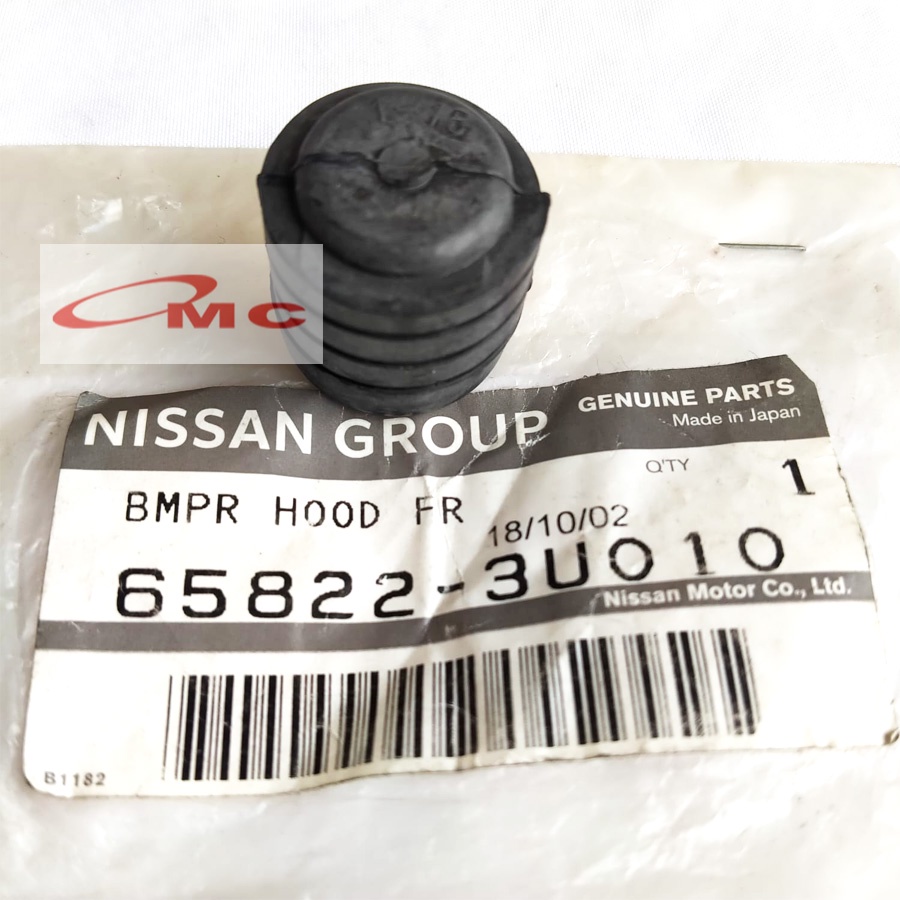 MC
NISSAN GROUP
GENUINE PARTS
Made in Japan
Q'TY 1
BMPR HOOD FR
18/10/02
65822-3U010
Nissan Motor Co., Ltd.
B1182